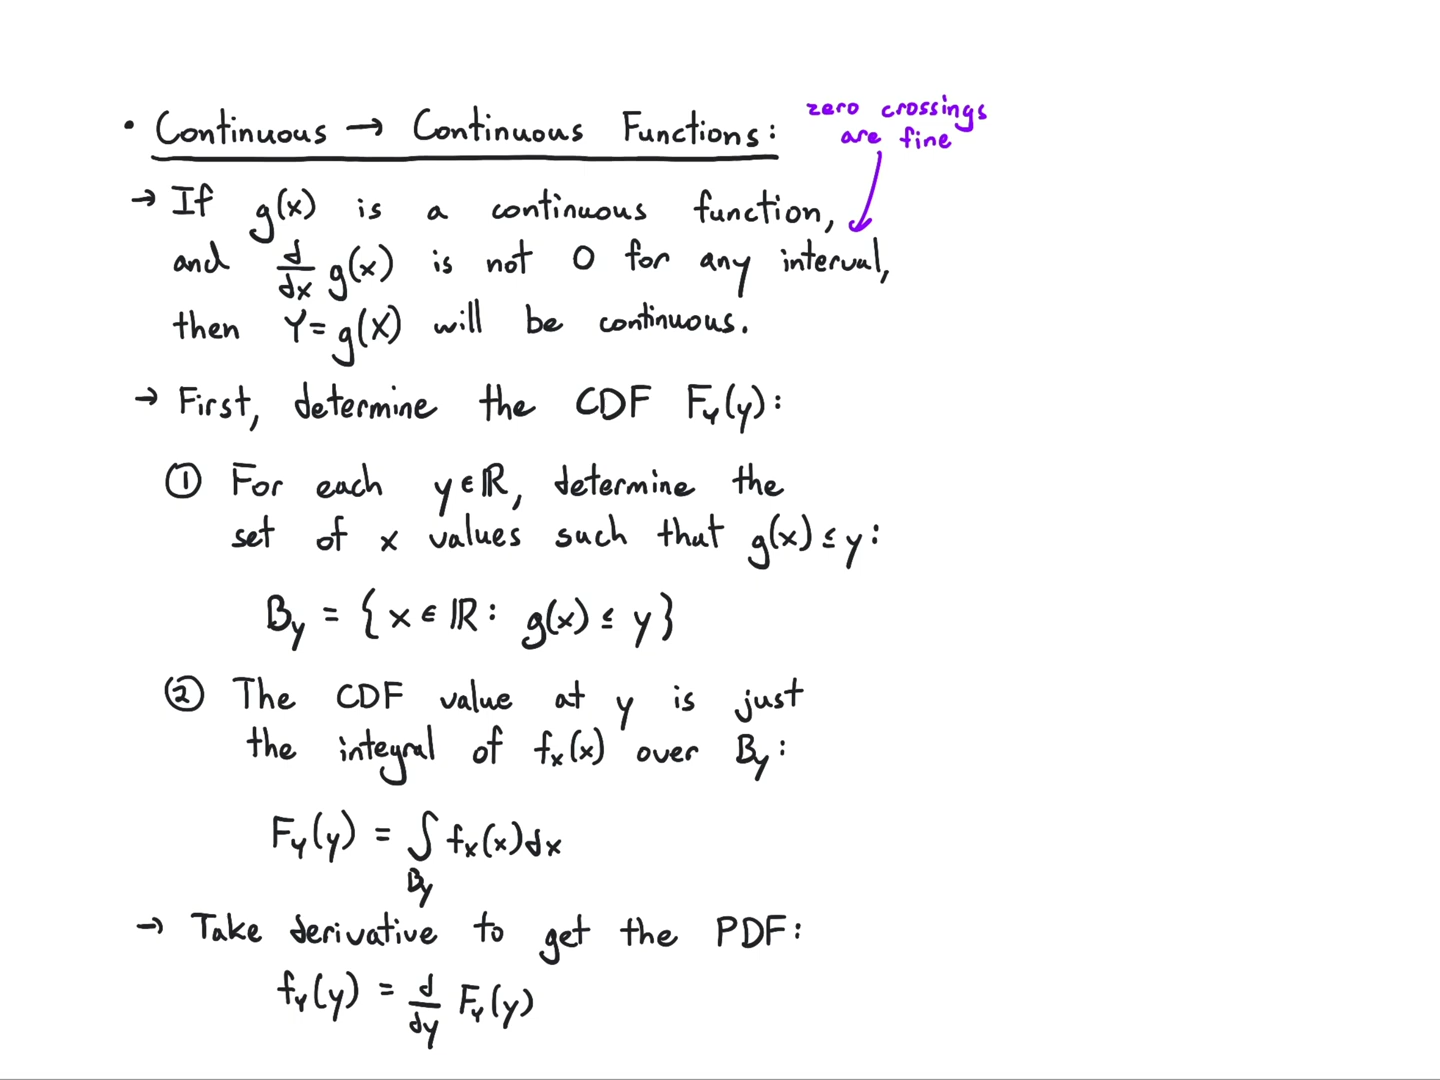 • Continuous → Continuous Functions:
zero crossings
are fine
→ If g(x) is a continuous function,
and d/dx g(x) is not 0 for any interval,
then Y = g(X) will be continuous.
→ First, determine the CDF F_Y(y):
① For each y ∈ ℝ, determine the
set of x values such that g(x) ≤ y:
B_y = { x ∈ ℝ : g(x) ≤ y }
② The CDF value at y is just
the integral of f_X(x) over B_y:
F_Y(y) = ∫_{B_y} f_X(x) dx
→ Take derivative to get the PDF:
f_Y(y) = d/dy F_Y(y)